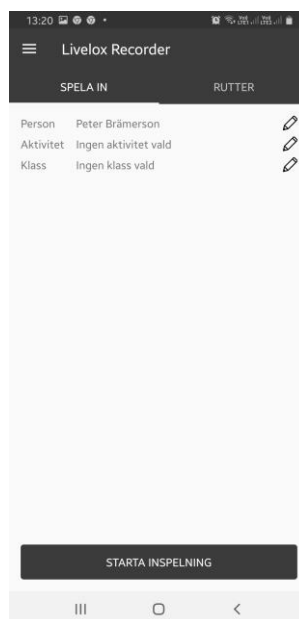 13:20
Livelox Recorder
SPELA IN RUTTER
Person Peter Brämerson
Aktivitet Ingen aktivitet vald
Klass Ingen klass vald
STARTA INSPELNING